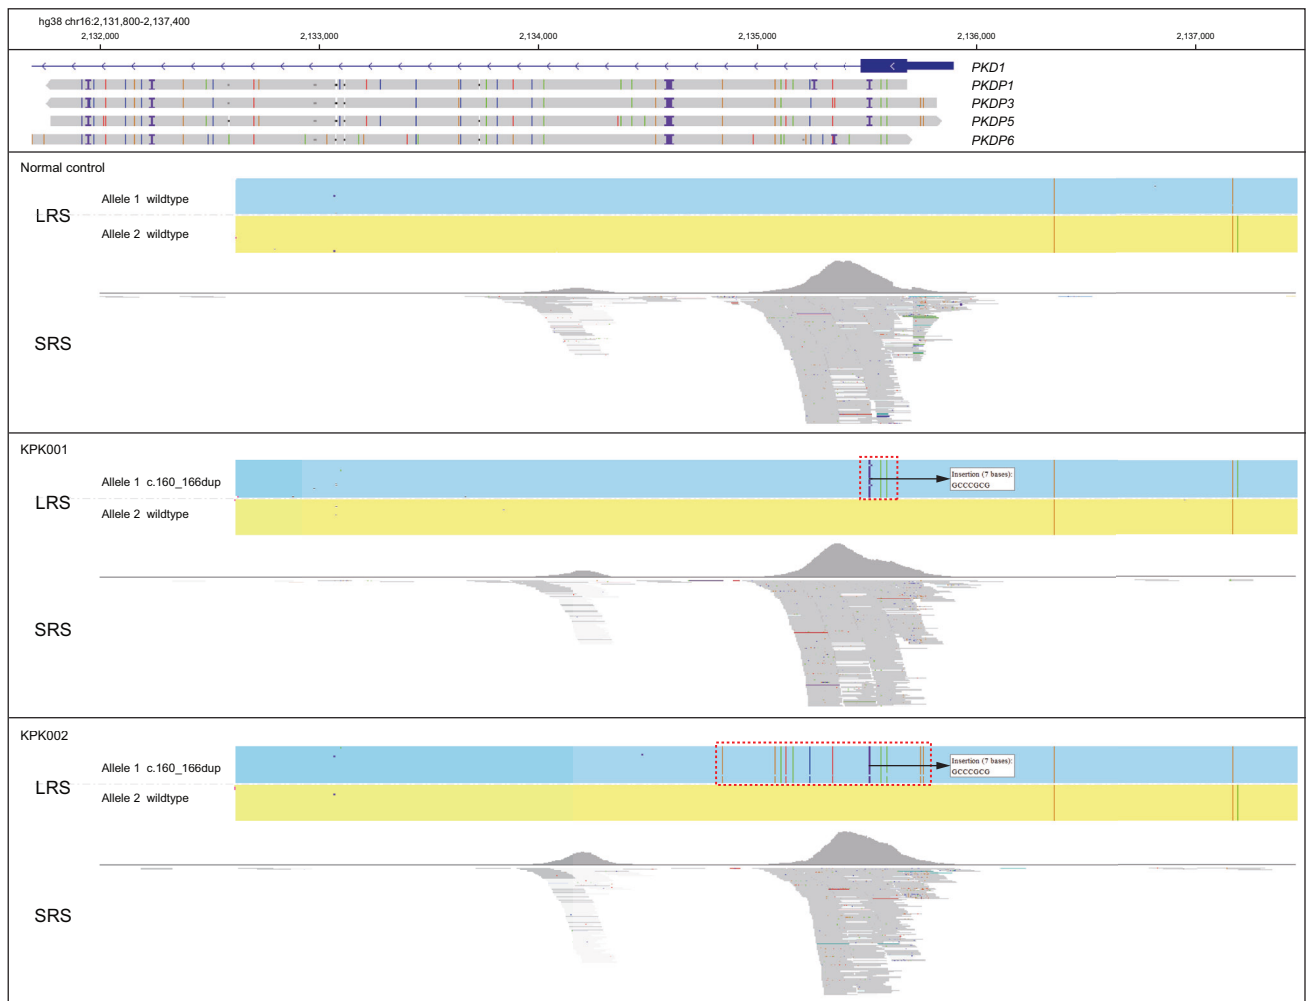 hg38 chr16:2,131,800-2,137,400
2,132,000 2,133,000 2,134,000 2,135,000 2,136,000 2,137,000
PKD1
PKDP1
PKDP3
PKDP5
PKDP6
Normal control
LRS
Allele 1 wildtype
Allele 2 wildtype
SRS
KPK001
LRS
Allele 1 c.160_166dup
Allele 2 wildtype
Insertion (7 bases):
GCCCGCG
SRS
KPK002
LRS
Allele 1 c.160_166dup
Allele 2 wildtype
Insertion (7 bases):
GCCCGCG
SRS